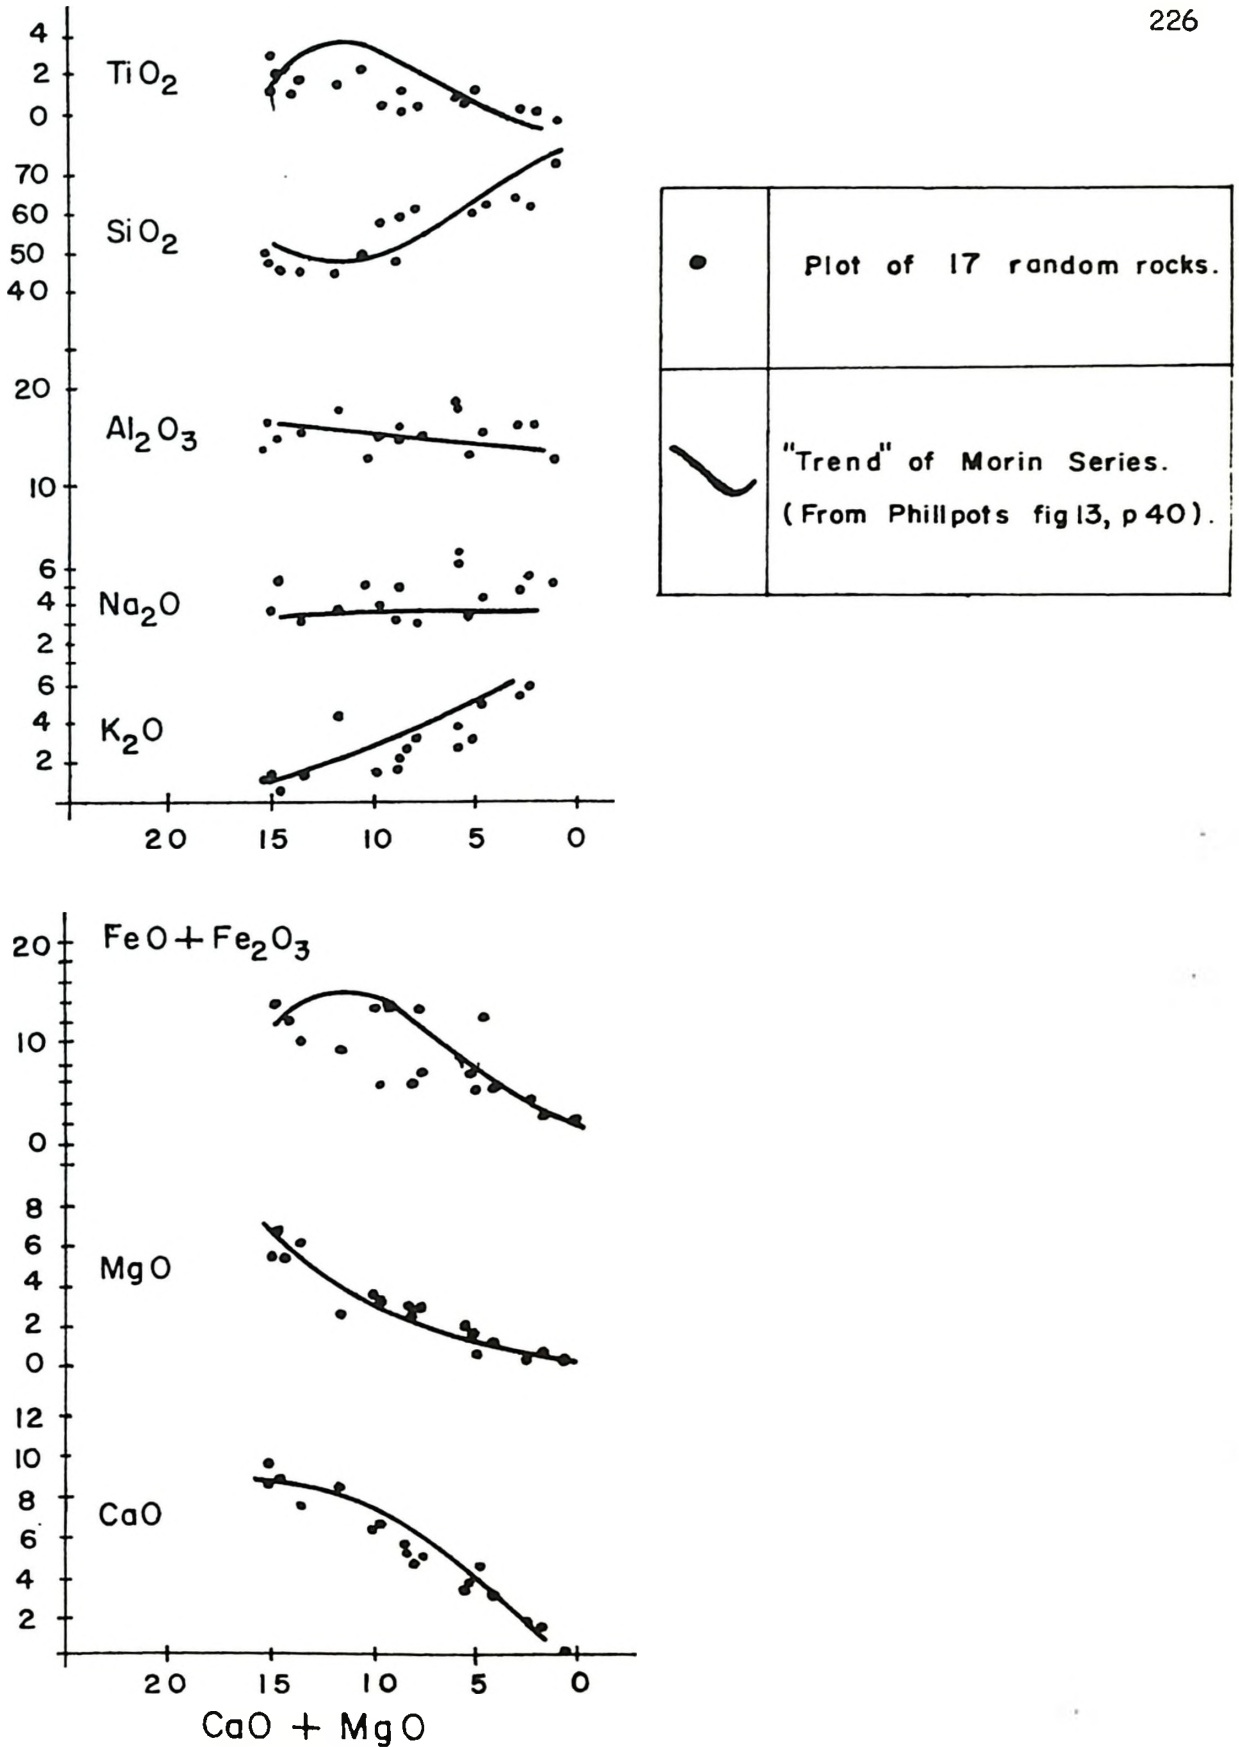 226
4
2
0
TiO2
70
60
50
40
SiO2
20
10
Al2O3
6
4
2
Na2O
6
4
2
K2O
20 15 10 5 0
Plot of 17 random rocks.
"Trend" of Morin Series.
(From Phillpots fig 13, p 40).
20
10
0
FeO + Fe2O3
8
6
4
2
0
MgO
12
10
8
6
4
2
CaO
20 15 10 5 0
CaO + MgO